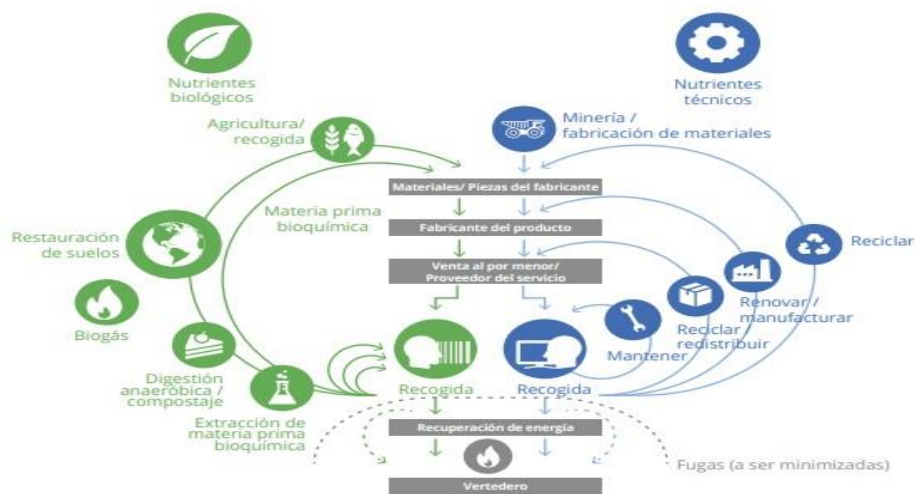 Nutrientes
biológicos
Nutrientes
técnicos
Agricultura/
recogida
Minería /
fabricación de materiales
Materiales/ Piezas del fabricante
Materia prima
bioquímica
Fabricante del producto
Restauración
de suelos
Reciclar
Venta al por menor/
Proveedor del servicio
Biogás
Renovar /
manufacturar
Reciclar /
redistribuir
Mantener
Digestión
anaeróbica /
compostaje
Recogida
Recogida
Extracción de
materia prima
bioquímica
Recuperación de energía
Fugas (a ser minimizadas)
Vertedero